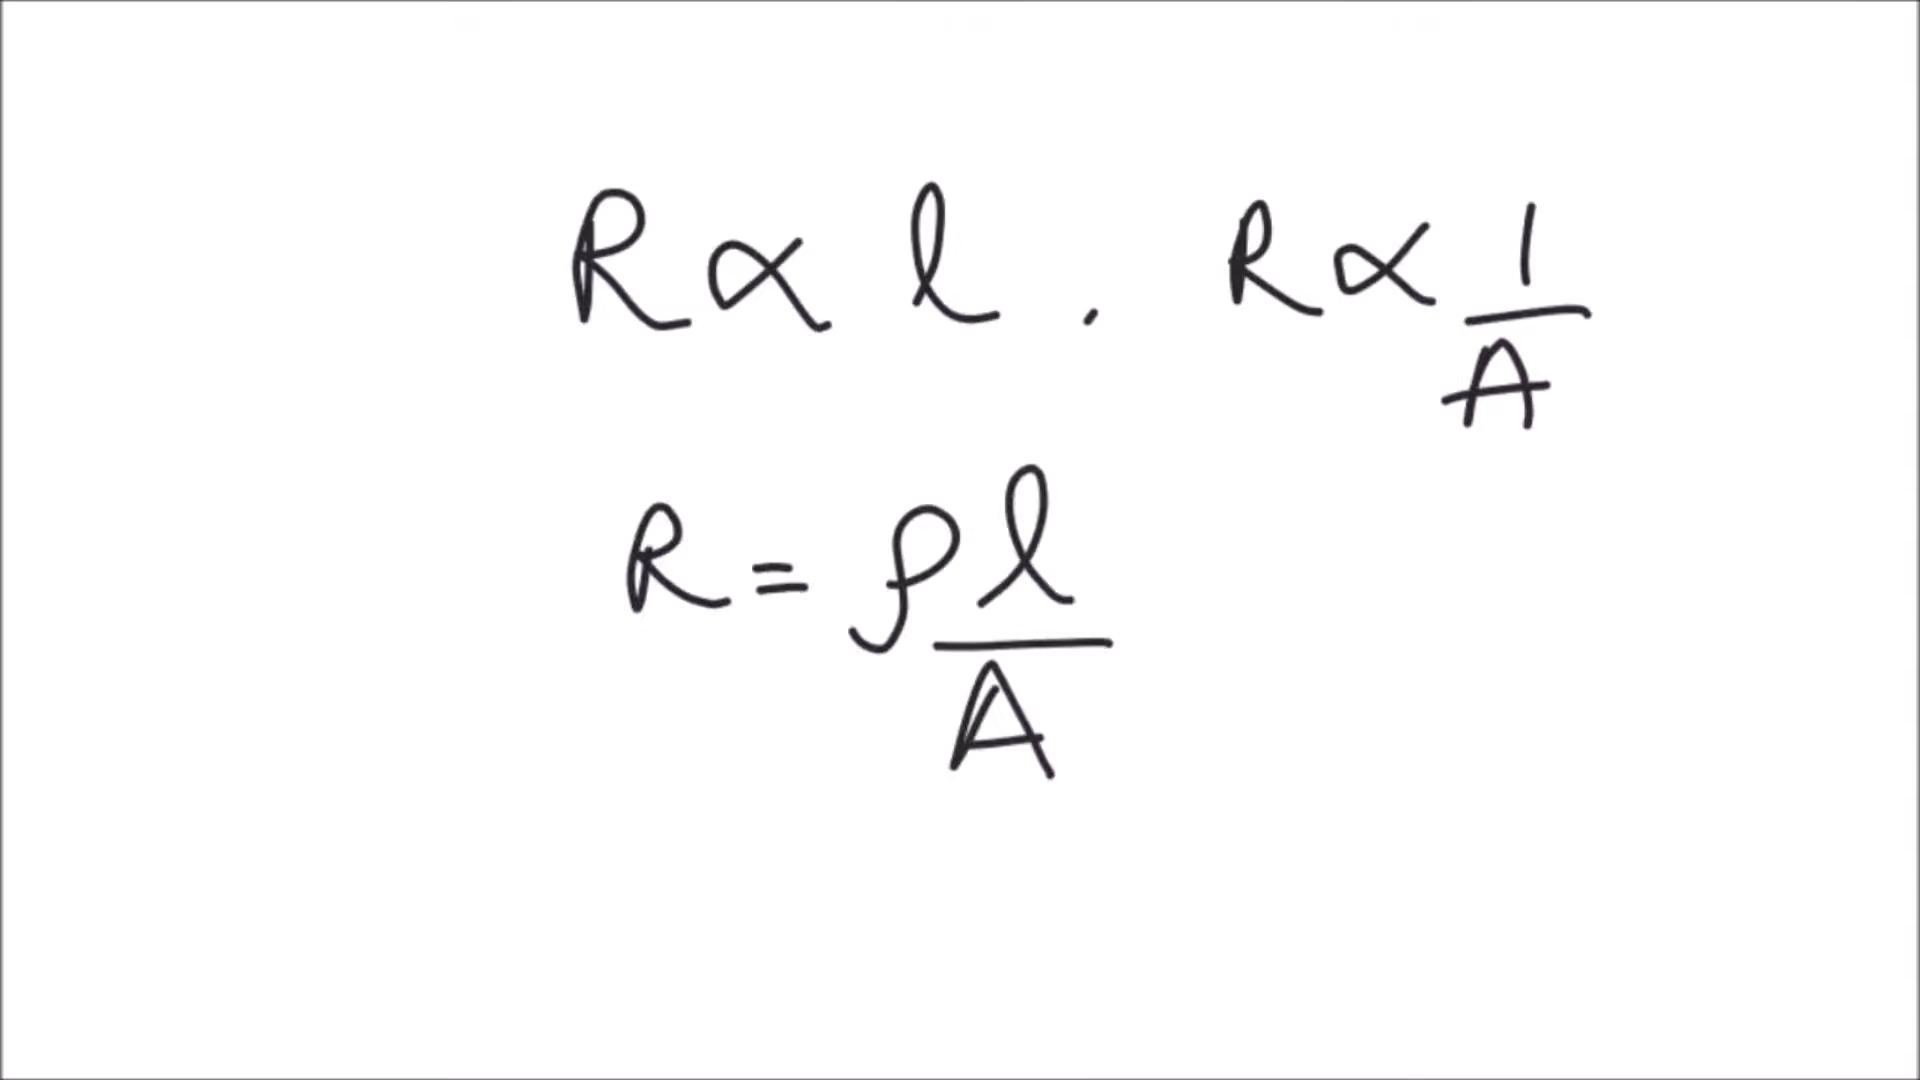 R ∝ l . R ∝ 1/A
R = ρ l/A